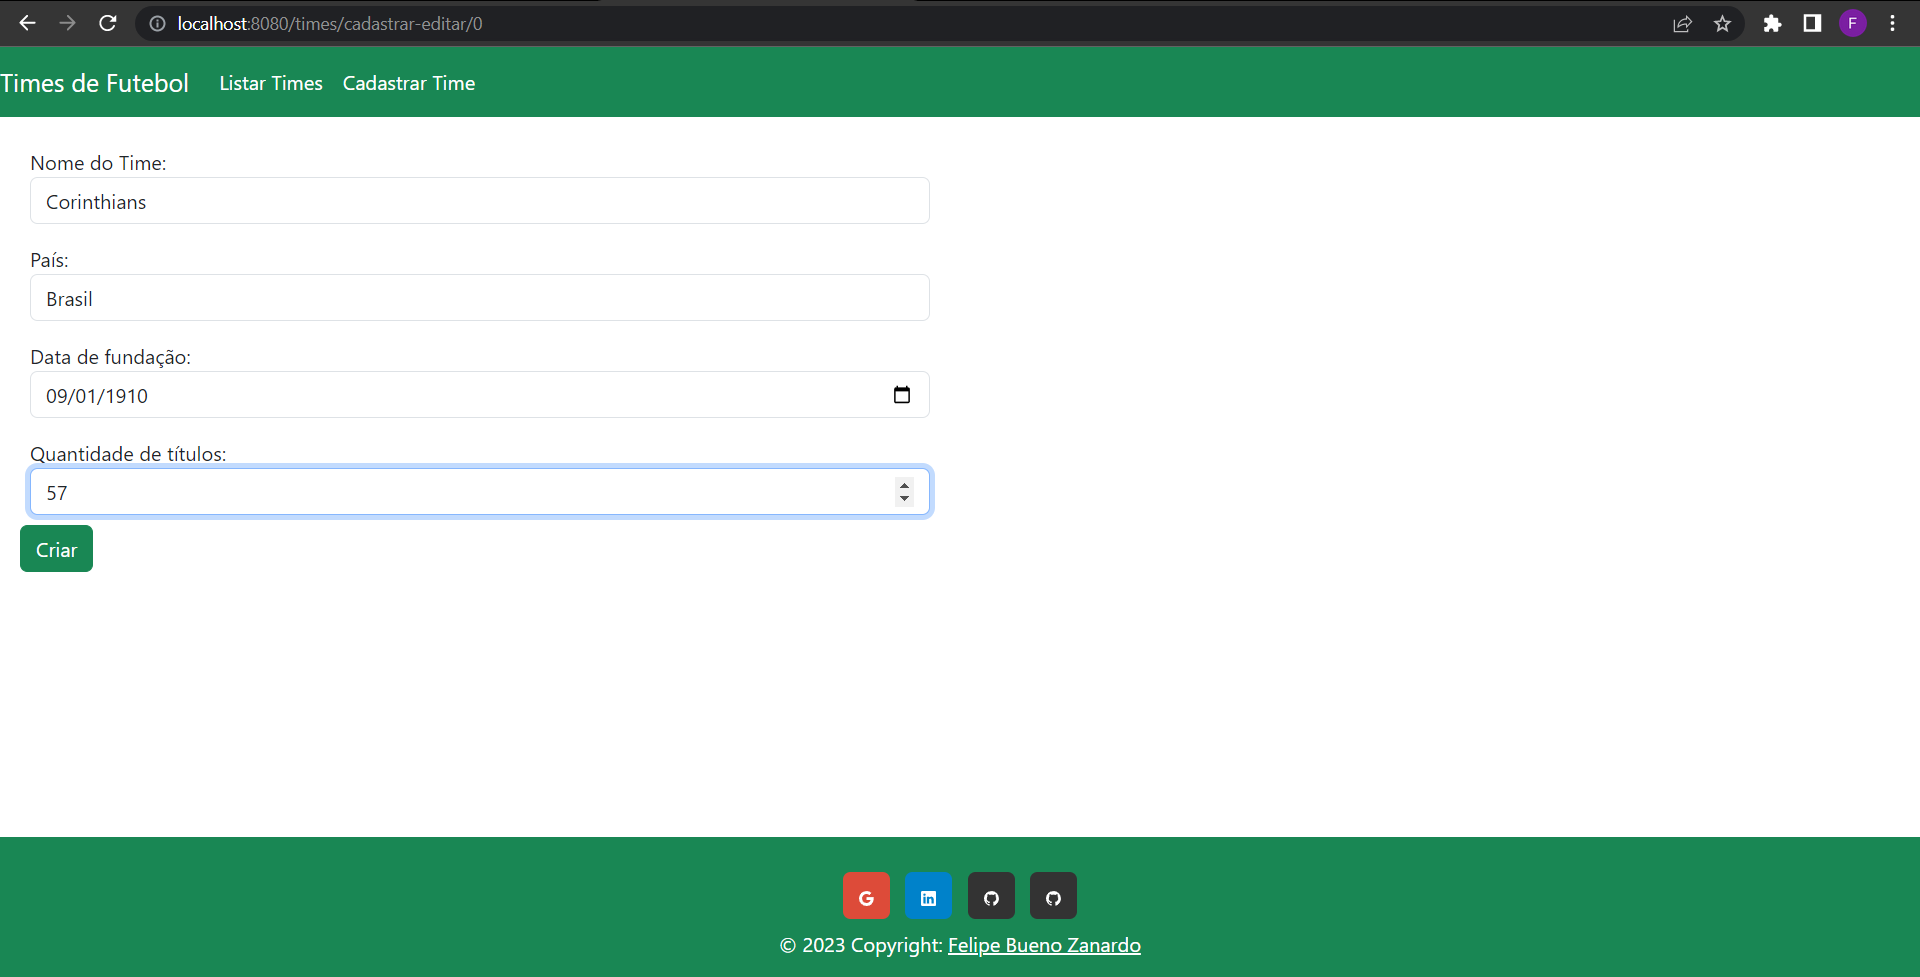 localhost:8080/times/cadastrar-editar/0
F
Times de Futebol Listar Times Cadastrar Time
Nome do Time:
Corinthians
País:
Brasil
Data de fundação:
09/01/1910
Quantidade de títulos:
57
Criar
G in
© 2023 Copyright: Felipe Bueno Zanardo